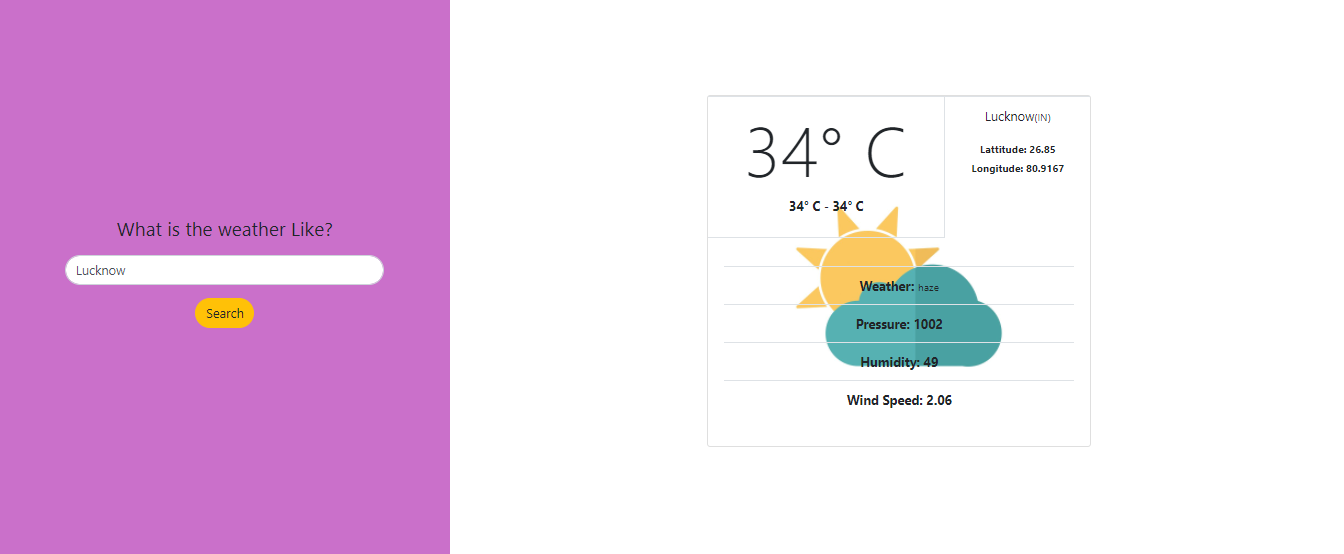 What is the weather Like?
Lucknow
Search
34° C
34° C - 34° C
Lucknow(IN)
Lattitude: 26.85
Longitude: 80.9167
Weather: haze
Pressure: 1002
Humidity: 49
Wind Speed: 2.06